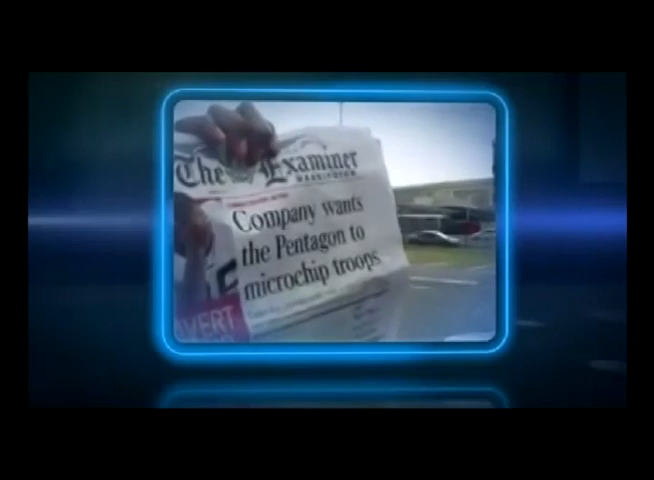 The Examiner
WASHINGTON
Company wants
the Pentagon to
microchip troops
VERT